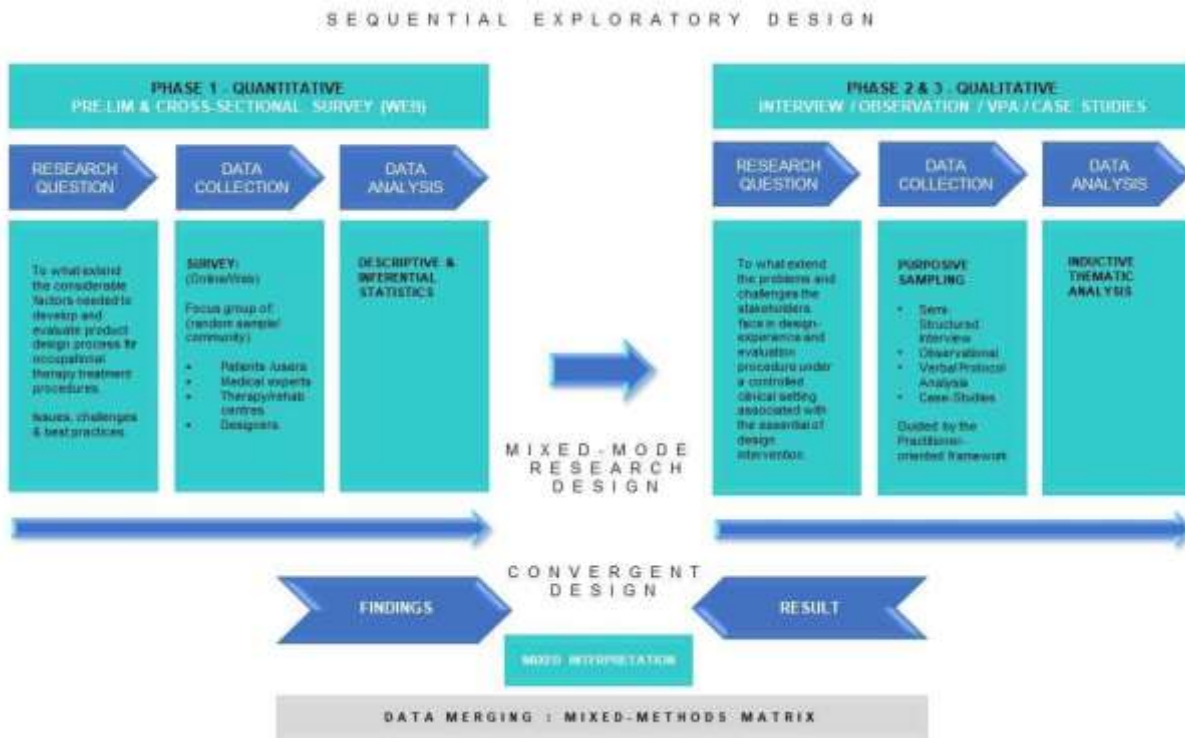 SEQUENTIAL EXPLORATORY DESIGN
PHASE 1 - QUANTITATIVE
PRE-LIM & CROSS-SECTIONAL SURVEY (WEB)
RESEARCH
QUESTION
DATA
COLLECTION
DATA
ANALYSIS
To what extend
the considerable
factors needed to
develop and
evaluate product
design process for
occupational
therapy treatment
procedures.
Issues, challenges
& best practices.
SURVEY:
(Online/Web)
Focus group of:
(random sample/
community)
• Patients /users
• Medical experts
• Therapy/rehab
centres
• Designers
DESCRIPTIVE &
INFERENTIAL
STATISTICS
MIXED-MODE
RESEARCH
DESIGN
PHASE 2 & 3 - QUALITATIVE
INTERVIEW / OBSERVATION / VPA / CASE STUDIES
RESEARCH
QUESTION
DATA
COLLECTION
DATA
ANALYSIS
To what extend
the problems and
challenges the
stakeholders
face in design-
experience and
evaluation
procedure under
a controlled
clinical setting
associated with
the essential of
design
intervention
PURPOSIVE
SAMPLING
• Semi
Structured
Interview
• Observational
• Verbal Protocol
Analysis
• Case-Studies
Guided by the
Practitioner-
oriented framework
INDUCTIVE
THEMATIC
ANALYSIS
CONVERGENT
DESIGN
FINDINGS
RESULT
MIXED INTERPRETATION
DATA MERGING : MIXED-METHODS MATRIX